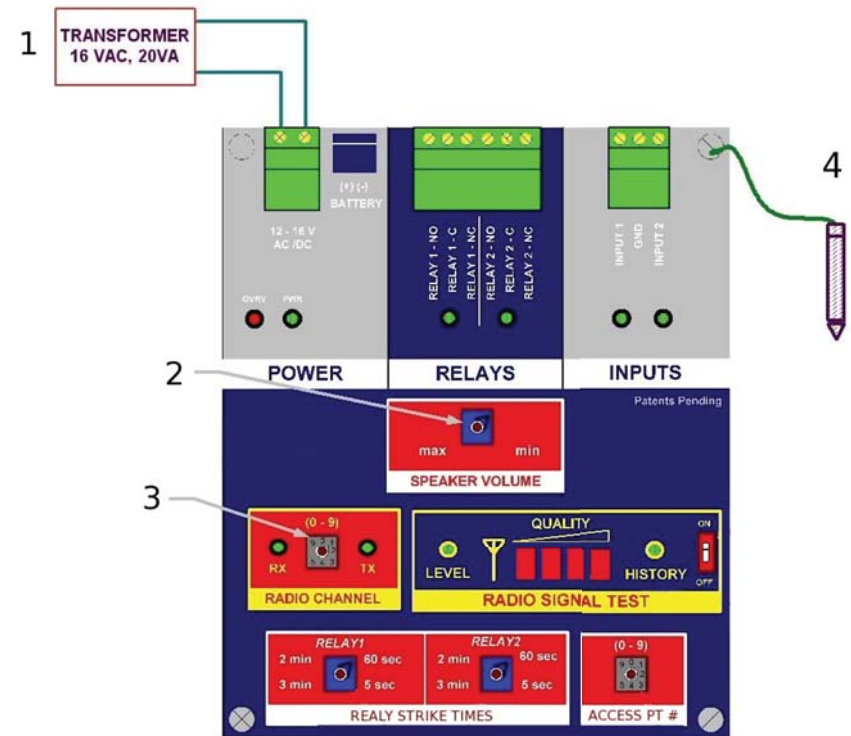 1
TRANSFORMER
16 VAC, 20VA
4
(+) (-)
BATTERY
12 - 16 V
AC /DC
OVRV PWR
RELAY 1 - NO
RELAY 1 - C
RELAY 1 - NC
RELAY 2 - NO
RELAY 2 - C
RELAY 2 - NC
INPUT 1
GND
INPUT 2
POWER
RELAYS
INPUTS
2
Patents Pending
max min
SPEAKER VOLUME
3
(0 - 9)
RX TX
RADIO CHANNEL
QUALITY
LEVEL
HISTORY
ON
OFF
RADIO SIGNAL TEST
RELAY1
2 min 60 sec
3 min 5 sec
RELAY2
2 min 60 sec
3 min 5 sec
REALY STRIKE TIMES
(0 - 9)
ACCESS PT #